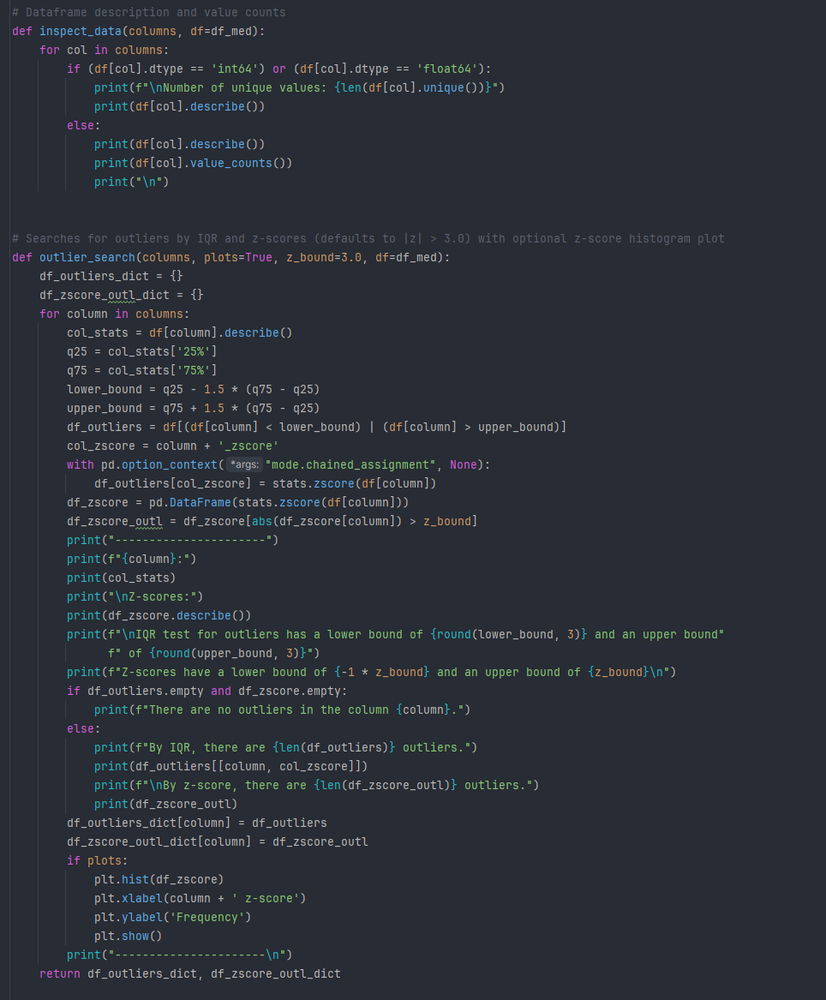 # Dataframe description and value counts
def inspect_data(columns, df=df_med):
    for col in columns:
        if (df[col].dtype == 'int64') or (df[col].dtype == 'float64'):
            print(f"\nNumber of unique values: {len(df[col].unique())}")
            print(df[col].describe())
        else:
            print(df[col].describe())
            print(df[col].value_counts())
            print("\n")
# Searches for outliers by IQR and z-scores (defaults to |z| > 3.0) with optional z-score histogram plot
def outlier_search(columns, plots=True, z_bound=3.0, df=df_med):
    df_outliers_dict = {}
    df_zscore_outl_dict = {}
    for column in columns:
        col_stats = df[column].describe()
        q25 = col_stats['25%']
        q75 = col_stats['75%']
        lower_bound = q25 - 1.5 * (q75 - q25)
        upper_bound = q75 + 1.5 * (q75 - q25)
        df_outliers = df[(df[column] < lower_bound) | (df[column] > upper_bound)]
        col_zscore = column + '_zscore'
        with pd.option_context( *args: "mode.chained_assignment", None):
            df_outliers[col_zscore] = stats.zscore(df[column])
        df_zscore = pd.DataFrame(stats.zscore(df[column]))
        df_zscore_outl = df_zscore[abs(df_zscore[column]) > z_bound]
        print("----------------------")
        print(f"{column}:")
        print(col_stats)
        print("\nZ-scores:")
        print(df_zscore.describe())
        print(f"\nIQR test for outliers has a lower bound of {round(lower_bound, 3)} and an upper bound"
              f" of {round(upper_bound, 3)}")
        print(f"Z-scores have a lower bound of {-1 * z_bound} and an upper bound of {z_bound}\n")
        if df_outliers.empty and df_zscore.empty:
            print(f"There are no outliers in the column {column}.")
        else:
            print(f"By IQR, there are {len(df_outliers)} outliers.")
            print(df_outliers[[column, col_zscore]])
            print(f"\nBy z-score, there are {len(df_zscore_outl)} outliers.")
            print(df_zscore_outl)
        df_outliers_dict[column] = df_outliers
        df_zscore_outl_dict[column] = df_zscore_outl
        if plots:
            plt.hist(df_zscore)
            plt.xlabel(column + ' z-score')
            plt.ylabel('Frequency')
            plt.show()
        print("----------------------\n")
    return df_outliers_dict, df_zscore_outl_dict